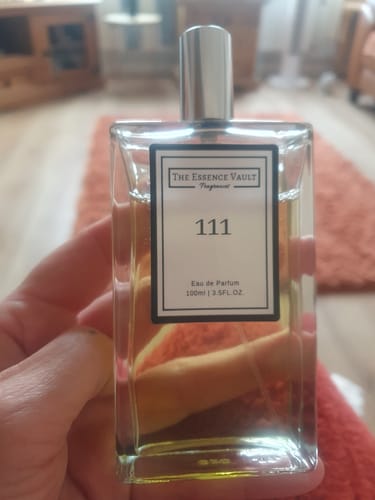 THE ESSENCE VAULT
Fragrances
111
Eau de Parfum
100ml | 3.5FL.OZ.